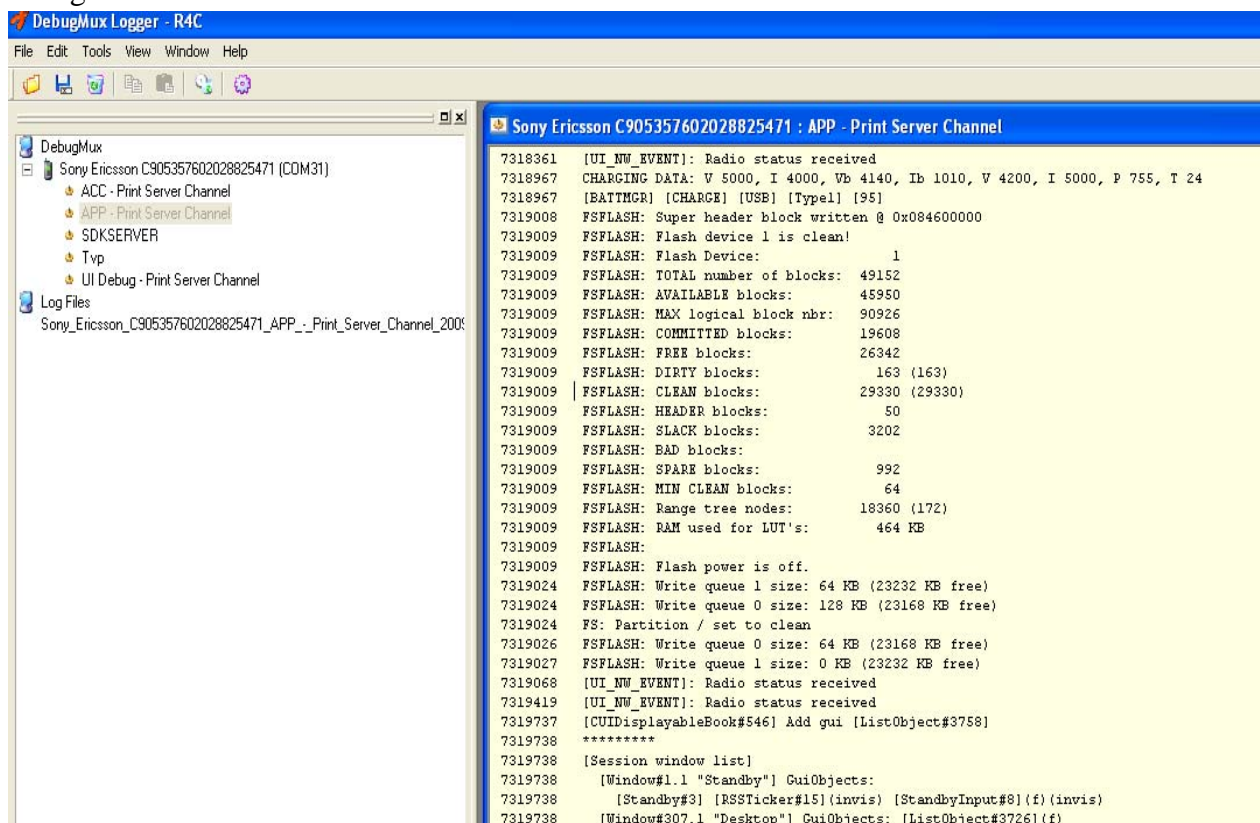 DebugMux Logger - R4C
File Edit Tools View Window Help
DebugMux
Sony Ericsson C905357602028825471 (COM31)
ACC - Print Server Channel
APP - Print Server Channel
SDKSERVER
Tvp
UI Debug - Print Server Channel
Log Files
Sony_Ericsson_C905357602028825471_APP_-_Print_Server_Channel_2009
Sony Ericsson C905357602028825471 : APP - Print Server Channel
7318361 [UI_NW_EVENT]: Radio status received
7318967 CHARGING DATA: V 5000, I 4000, Vb 4140, Ib 1010, V 4200, I 5000, P 755, T 24
7318967 [BATTMGR] [CHARGE] [USB] [Type1] [95]
7319008 FSFLASH: Super header block written @ 0x084600000
7319009 FSFLASH: Flash device 1 is clean!
7319009 FSFLASH: Flash Device: 1
7319009 FSFLASH: TOTAL number of blocks: 49152
7319009 FSFLASH: AVAILABLE blocks: 45950
7319009 FSFLASH: MAX logical block nbr: 90926
7319009 FSFLASH: COMMITTED blocks: 19608
7319009 FSFLASH: FREE blocks: 26342
7319009 FSFLASH: DIRTY blocks: 163 (163)
7319009 FSFLASH: CLEAN blocks: 29330 (29330)
7319009 FSFLASH: HEADER blocks: 50
7319009 FSFLASH: SLACK blocks: 3202
7319009 FSFLASH: BAD blocks:
7319009 FSFLASH: SPARE blocks: 992
7319009 FSFLASH: MIN CLEAN blocks: 64
7319009 FSFLASH: Range tree nodes: 18360 (172)
7319009 FSFLASH: RAM used for LUT's: 464 KB
7319009 FSFLASH:
7319009 FSFLASH: Flash power is off.
7319024 FSFLASH: Write queue 1 size: 64 KB (23232 KB free)
7319024 FSFLASH: Write queue 0 size: 128 KB (23168 KB free)
7319024 FS: Partition / set to clean
7319026 FSFLASH: Write queue 0 size: 64 KB (23168 KB free)
7319027 FSFLASH: Write queue 1 size: 0 KB (23232 KB free)
7319068 [UI_NW_EVENT]: Radio status received
7319419 [UI_NW_EVENT]: Radio status received
7319737 [CUIDisplayableBook#546] Add gui [ListObject#3758]
7319738 *********
7319738 [Session window list]
7319738 [Window#1.1 "Standby"] GuiObjects:
7319738 [Standby#3] [RSSTicker#15](invis) [StandbyInput#8](f)(invis)
7319738 [Window#307.1 "Desktop"] GuiObjects: [ListObject#3726](f)